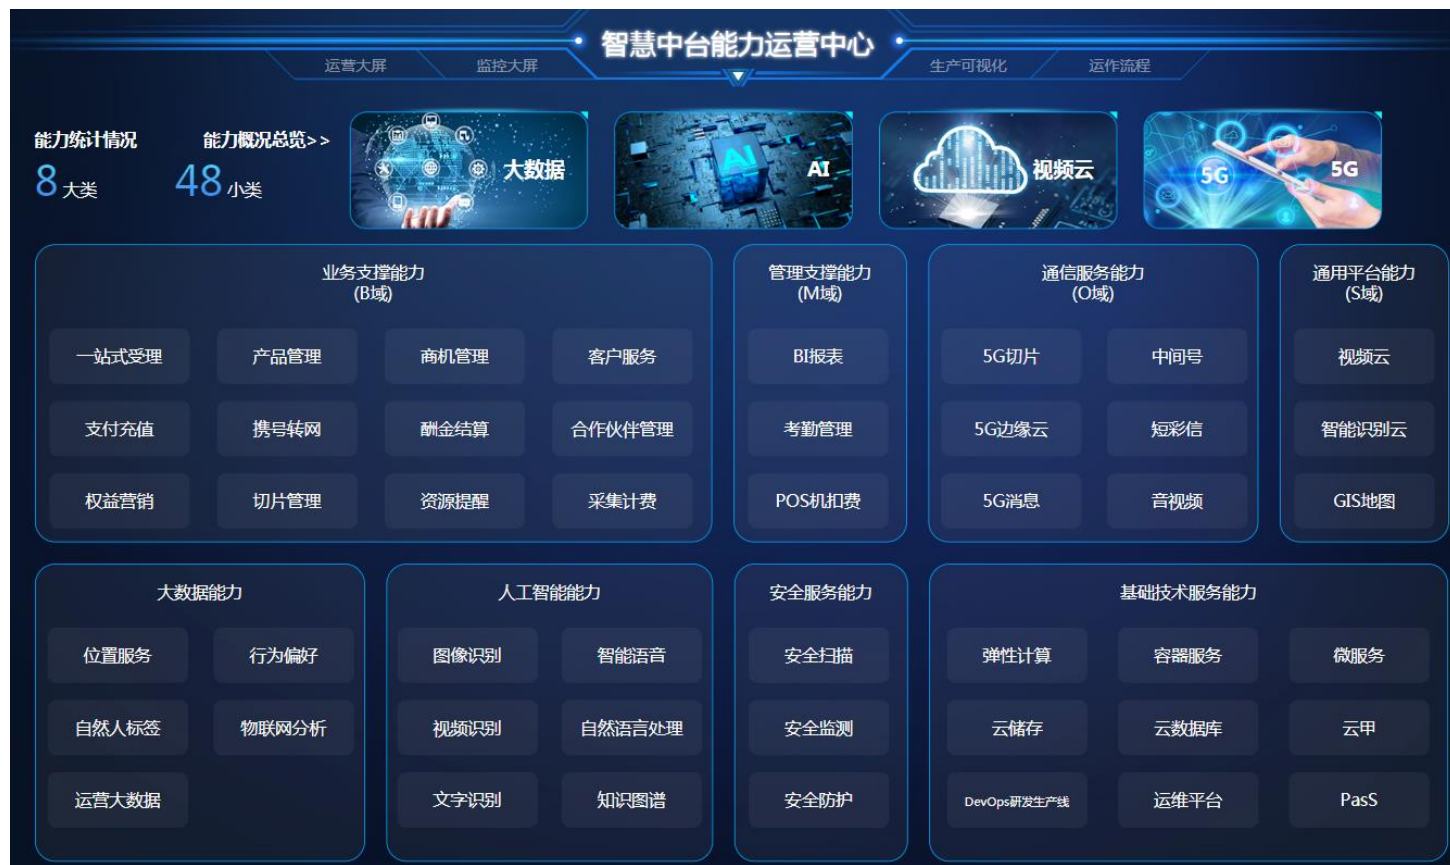 智慧中台能力运营中心
运营大屏 监控大屏 生产可视化 运作流程
能力统计情况 能力概况总览>>
8大类 48小类
大数据 AI AI 视频云 5G 5G
业务支撑能力
(B域)
一站式受理 产品管理 商机管理 客户服务
支付充值 携号转网 酬金结算 合作伙伴管理
权益营销 切片管理 资源提醒 采集计费
管理支撑能力
(M域)
BI报表
考勤管理
POS机扣费
通信服务能力
(O域)
5G切片 中间号
5G边缘云 短彩信
5G消息 音视频
通用平台能力
(S域)
视频云
智能识别云
GIS地图
大数据能力
位置服务 行为偏好
自然人标签 物联网分析
运营大数据
人工智能能力
图像识别 智能语音
视频识别 自然语言处理
文字识别 知识图谱
安全服务能力
安全扫描
安全监测
安全防护
基础技术服务能力
弹性计算 容器服务 微服务
云储存 云数据库 云甲
DevOps研发生产线 运维平台 PasS